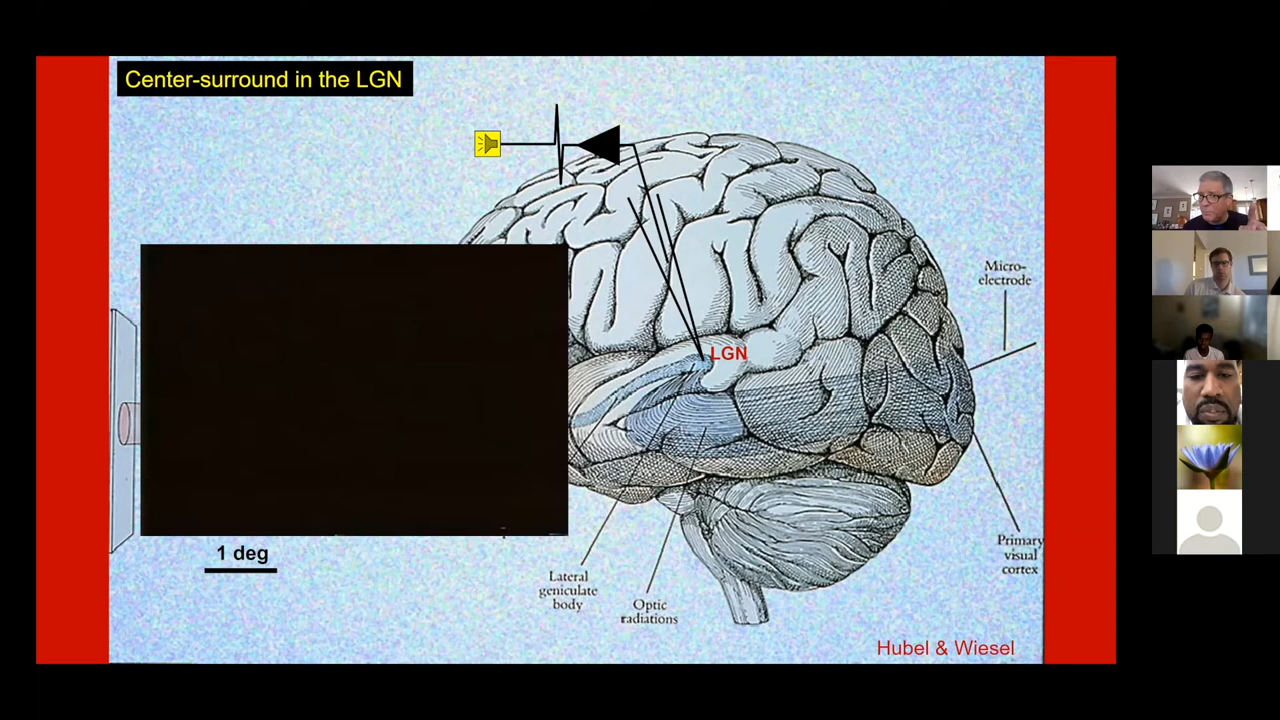 Center-surround in the LGN
LGN
Micro-
electrode
1 deg
Primary
visual
cortex
Lateral
geniculate
body
Optic
radiations
Hubel & Wiesel